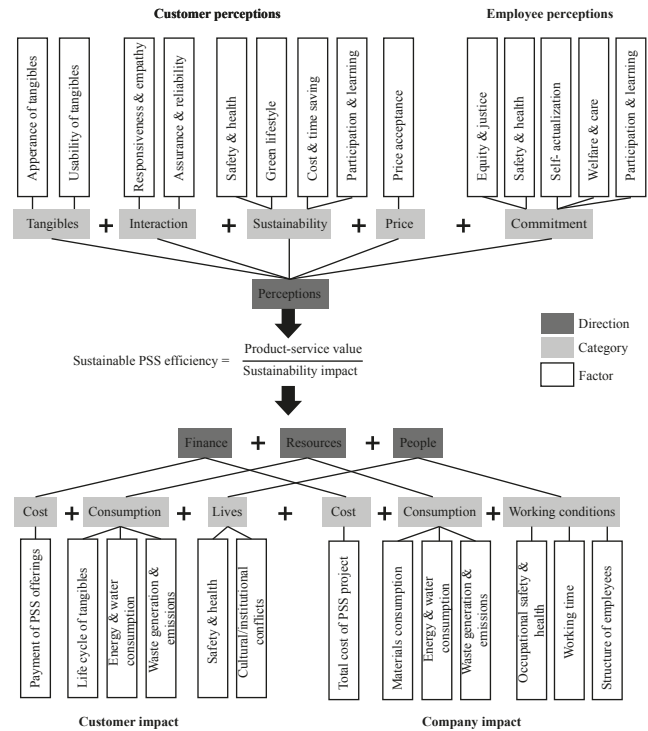 Customer perceptions
Employee perceptions
Apperance of tangibles
Usability of tangibles
Responsiveness & empathy
Assurance & reliability
Safety & health
Green lifestyle
Cost & time saving
Participation & learning
Price acceptance
Equity & justice
Safety & health
Self- actualization
Welfare & care
Participation & learning
Tangibles + Interaction + Sustainability + Price + Commitment
Perceptions
Sustainable PSS efficiency =
Product-service value
Sustainability impact
Direction
Category
Factor
Finance + Resources + People
Cost + Consumption + Lives + Cost + Consumption + Working conditions
Payment of PSS offerings
Life cycle of tangibles
Energy & water
consumption
Waste generation &
emissions
Safety & health
Cultural/institutional
conflicts
Total cost of PSS project
Materials consumption
Energy & water
consumption
Waste generation &
emissions
Occupational safety &
health
Working time
Structure of empleyees
Customer impact
Company impact